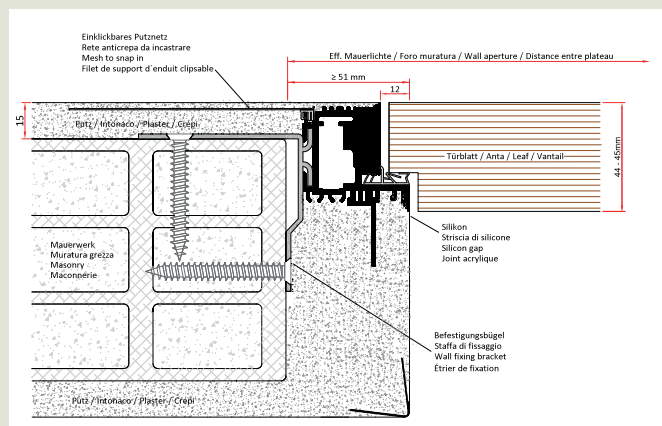 Einklickbares Putznetz
Rete anticrepa da incastrare
Mesh to snap in
Filet de support d´enduit clipsable
Eff. Mauerlichte / Foro muratura / Wall aperture / Distance entre plateau
≥ 51 mm
12
15
Putz / Intonaco / Plaster / Crépi
Türblatt / Anta / Leaf / Vantail
44 - 45mm
Mauerwerk
Muratura grezza
Masonry
Maconnerie
Silikon
Striscia di silicone
Silicon gap
Joint acrylique
Befestigungsbügel
Staffa di fissaggio
Wall fixing bracket
Étrier de fixation
Putz / Intonaco / Plaster / Crépi